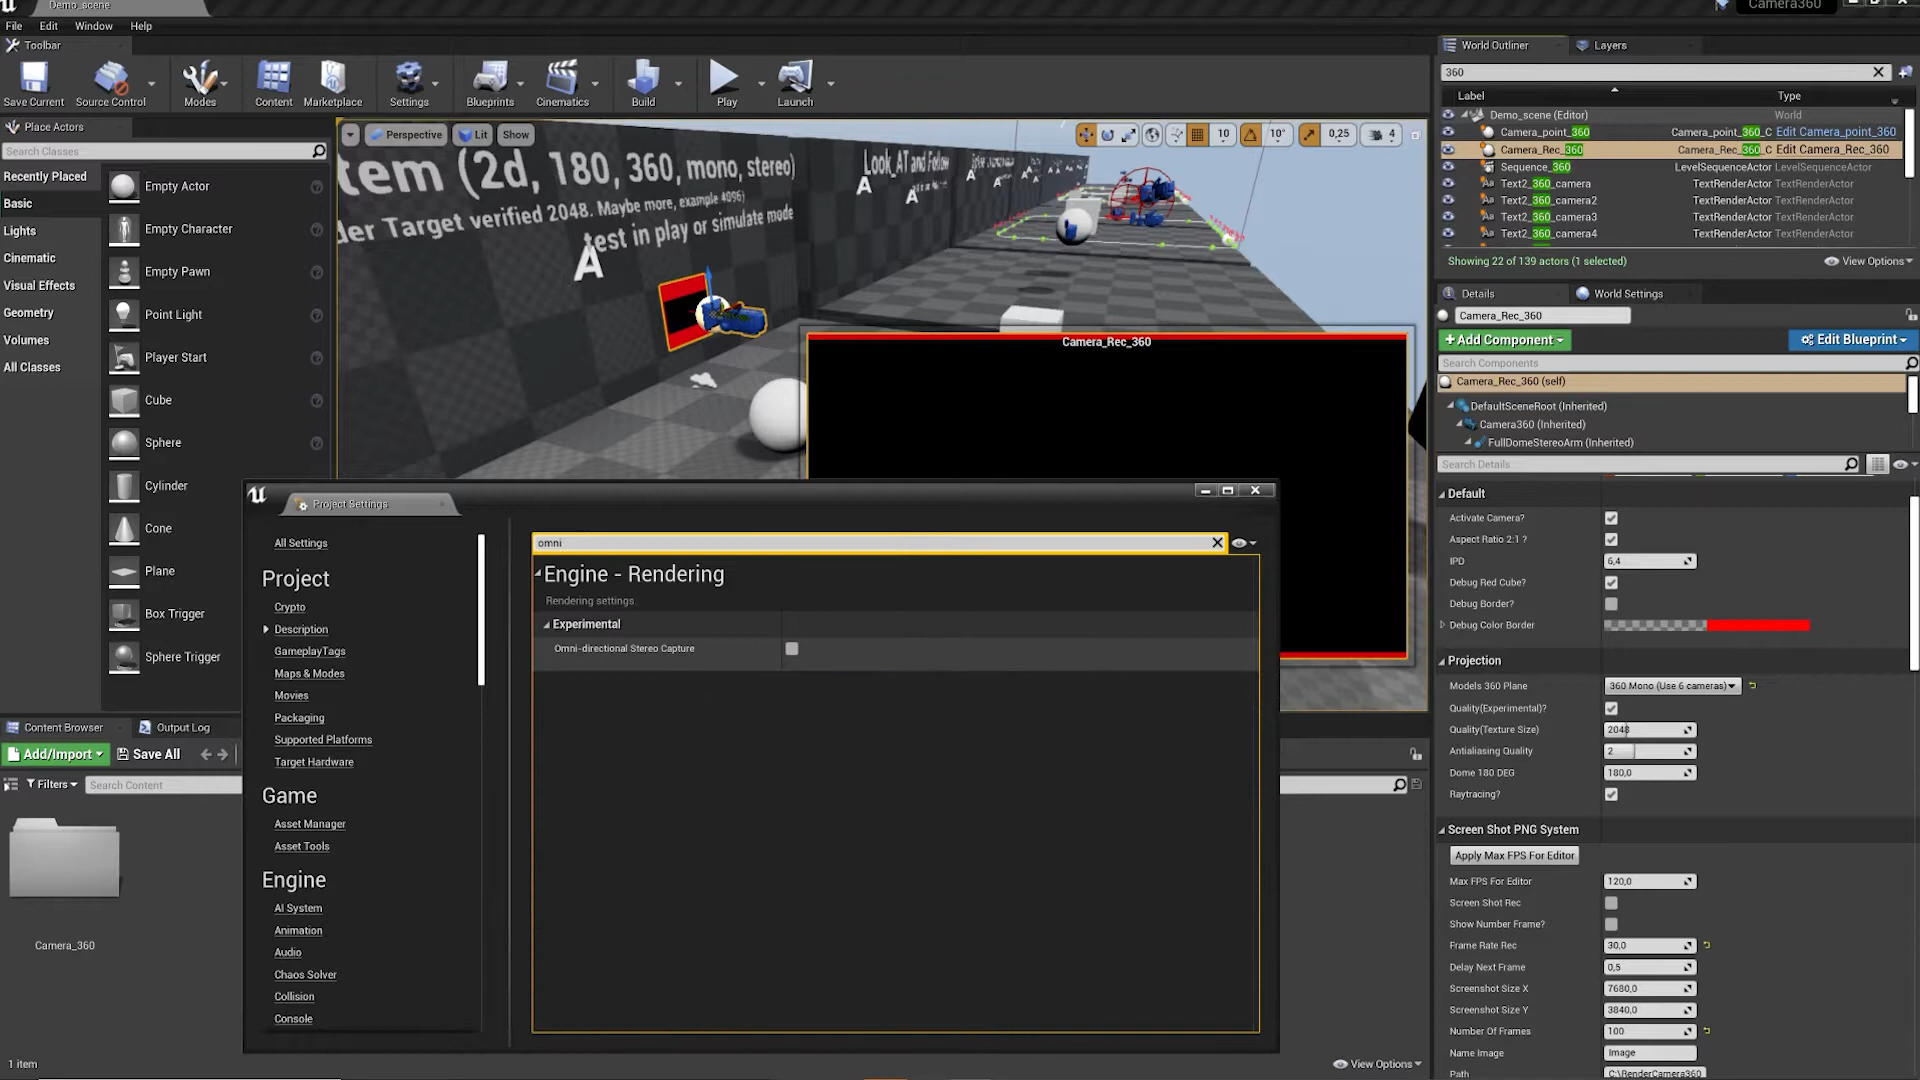 Demo_scene
Camera360
File Edit Window Help
Toolbar
Save Current Source Control Modes Content Marketplace Settings Blueprints Cinematics Build Play Launch
Place Actors
Search Classes
Recently Placed
Basic
Lights
Cinematic
Visual Effects
Geometry
Volumes
All Classes
Empty Actor
Empty Character
Empty Pawn
Point Light
Player Start
Cube
Sphere
Cylinder
Cone
Plane
Box Trigger
Sphere Trigger
Perspective Lit Show
10 10° 0,25 4
tem (2d, 180, 360, mono, stereo)
der Target verified 2048. Maybe more, example 4096)
test in play or simulate mode
Look_AT and Follow
Camera_Rec_360
World Outliner Layers
360
Label Type
Demo_scene (Editor) World
Camera_point_360 Camera_point_360_C Edit Camera_point_360
Camera_Rec_360 Camera_Rec_360_C Edit Camera_Rec_360
Sequence_360 LevelSequenceActor LevelSequenceActor
Text2_360_camera TextRenderActor TextRenderActor
Text2_360_camera2 TextRenderActor TextRenderActor
Text2_360_camera3 TextRenderActor TextRenderActor
Text2_360_camera4 TextRenderActor TextRenderActor
Showing 22 of 139 actors (1 selected) View Options
Details World Settings
Camera_Rec_360
+Add Component Edit Blueprint
Search Components
Camera_Rec_360 (self)
DefaultSceneRoot (Inherited)
Camera360 (Inherited)
FullDomeStereoArm (Inherited)
Search Details
Default
Activate Camera?
Aspect Ratio 2:1 ?
IPD 6,4
Debug Red Cube?
Debug Border?
Debug Color Border
Projection
Models 360 Plane 360 Mono (Use 6 cameras)
Quality(Experimental)?
Quality(Texture Size) 2048
Antialiasing Quality 2
Dome 180 DEG 180,0
Raytracing?
Screen Shot PNG System
Apply Max FPS For Editor
Max FPS For Editor 120,0
Screen Shot Rec
Show Number Frame?
Frame Rate Rec 30,0
Delay Next Frame 0,5
Screenshot Size X 7680,0
Screenshot Size Y 3840,0
Number Of Frames 100
Name Image Image
Path C:\RenderCamera360
Project Settings
All Settings
Project
Crypto
Description
GameplayTags
Maps & Modes
Movies
Packaging
Supported Platforms
Target Hardware
Game
Asset Manager
Asset Tools
Engine
AI System
Animation
Audio
Chaos Solver
Collision
Console
omni
Engine - Rendering
Rendering settings
Experimental
Omni-directional Stereo Capture
Content Browser Output Log
Add/Import Save All
Filters Search Content
Camera_360
1 item
View Options